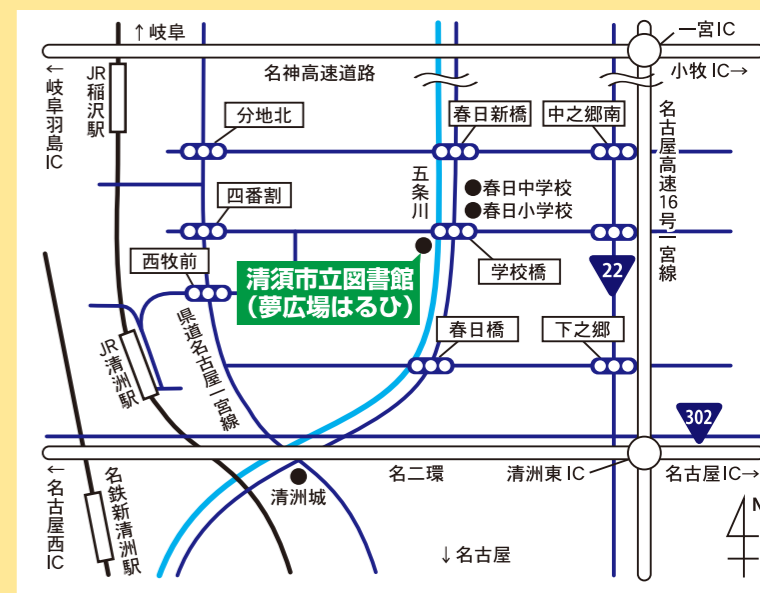 ↑岐阜
一宮IC
名神高速道路
小牧IC→
←岐阜羽島IC
JR稲沢駅
分地北
春日新橋
中之郷南
名古屋高速16号一宮線
五条川
●春日中学校
●春日小学校
四番割
学校橋
西牧前
22
清須市立図書館
(夢広場はるひ)
県道名古屋一宮線
春日橋
下之郷
JR清洲駅
302
←名古屋西IC
名鉄新清洲駅
名二環
清洲東IC
名古屋IC→
清洲城
↓名古屋
N